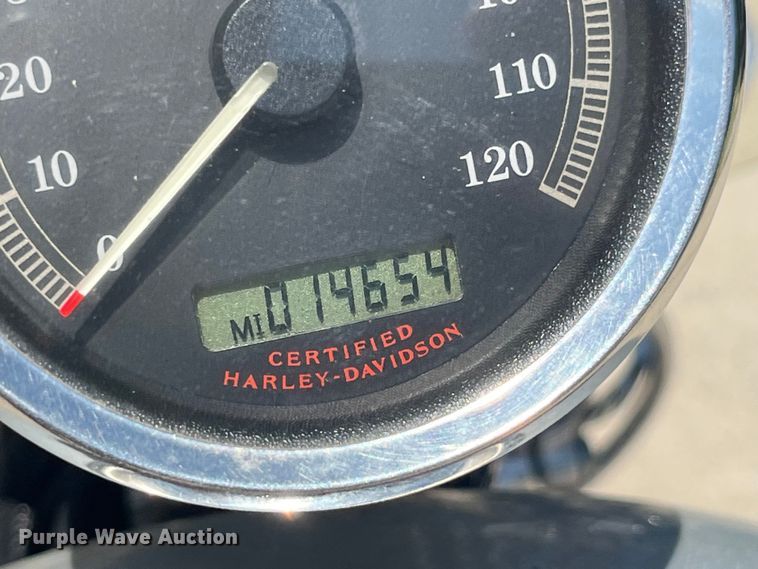 20
110
10
120
0
MI 014654
CERTIFIED
HARLEY-DAVIDSON
Purple Wave Auction